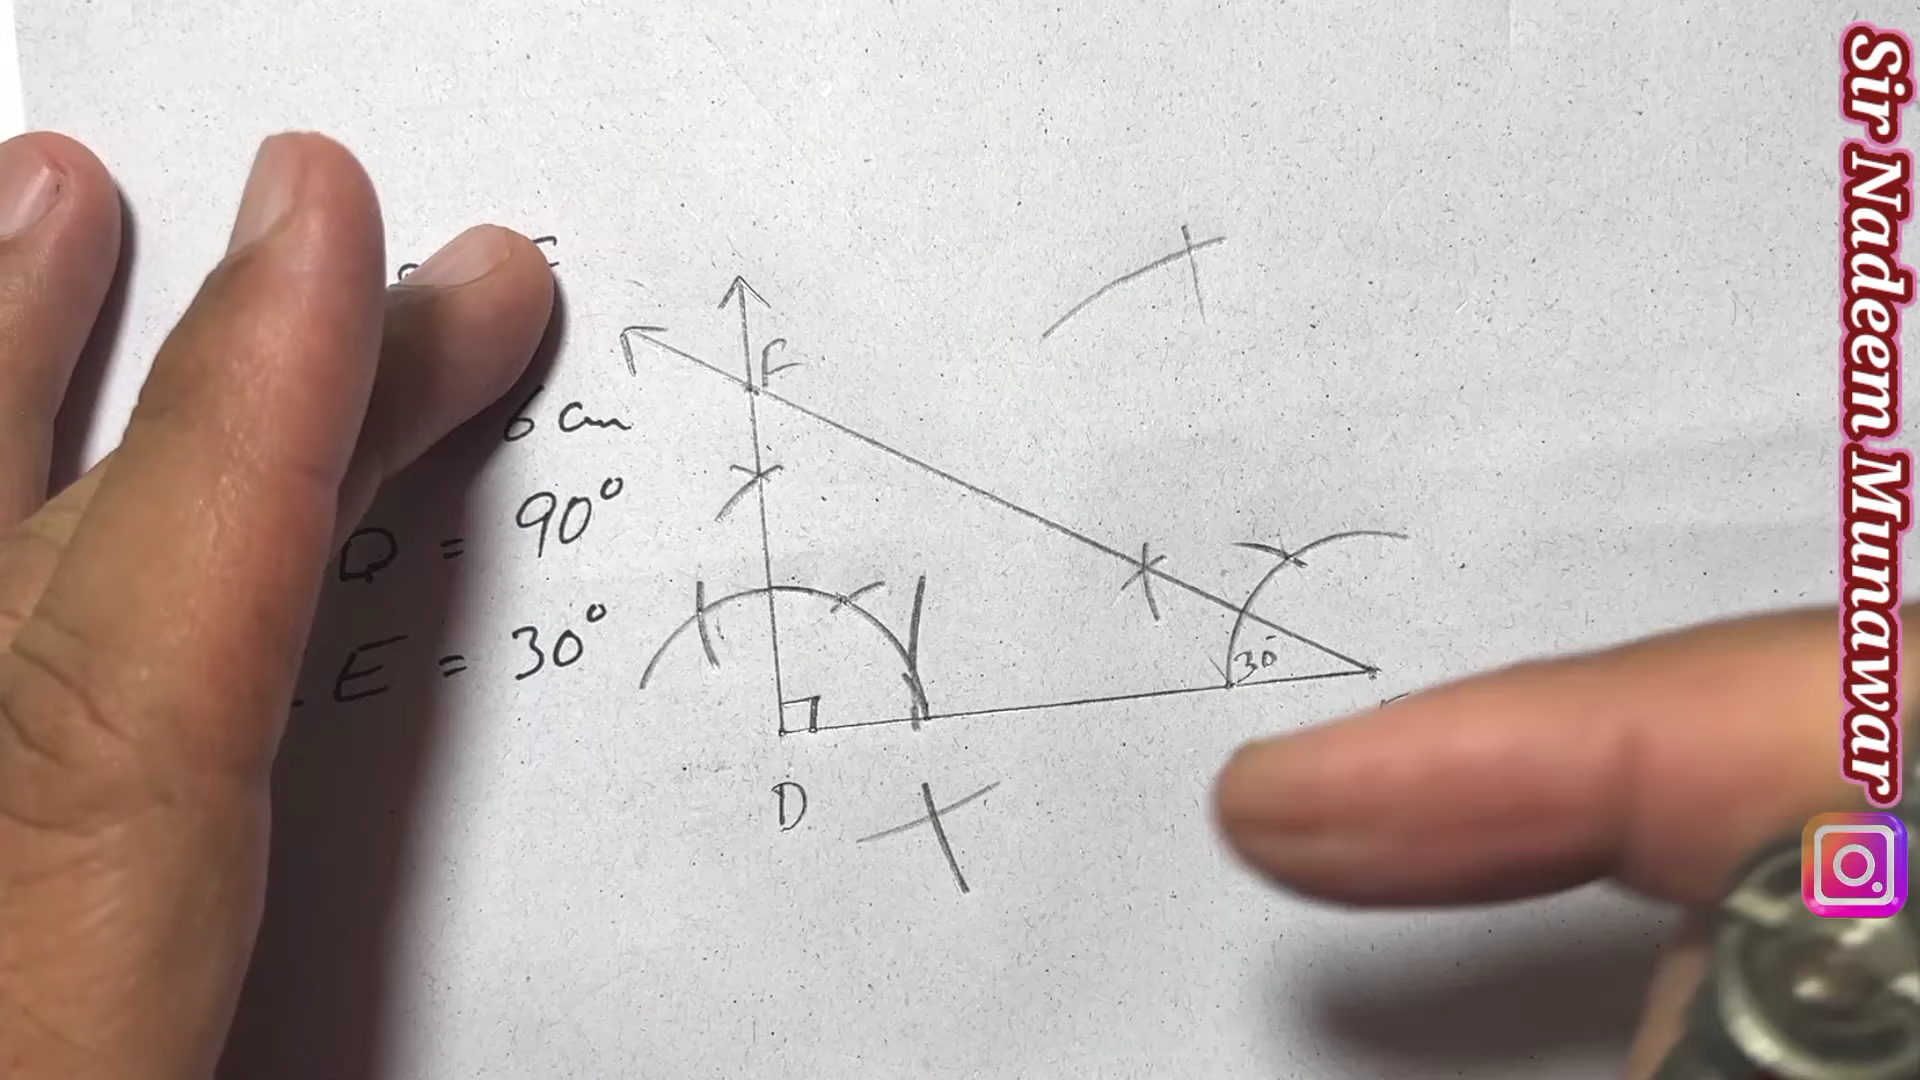 6 cm
D = 90°
E = 30°
F
30°
D
Sir Nadeem Munawar